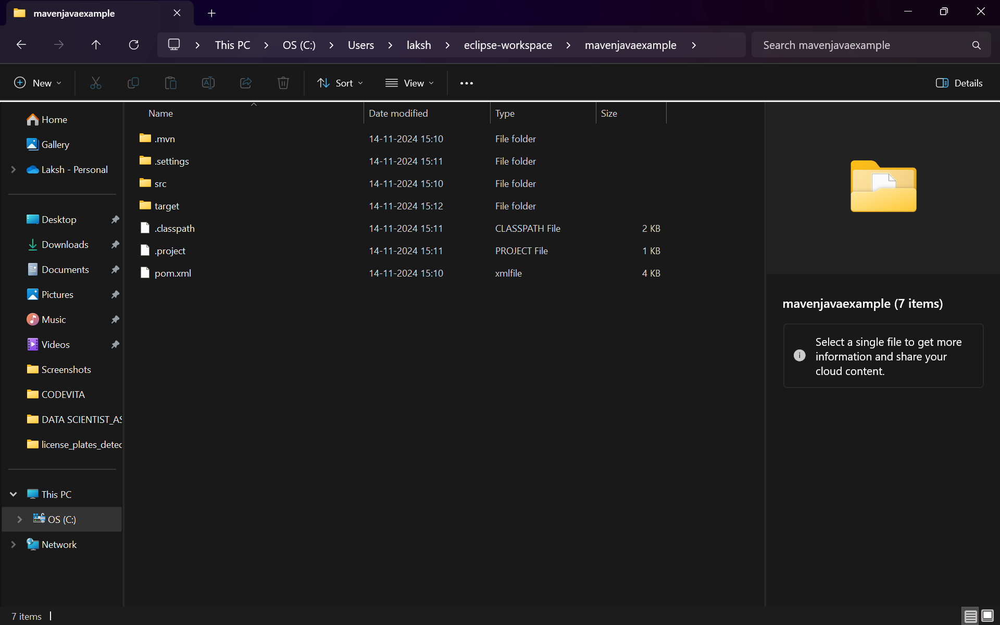 mavenjavaexample
This PC > OS (C:) > Users > laksh > eclipse-workspace > mavenjavaexample >
Search mavenjavaexample
New
Sort
View
Details
Home
Gallery
Laksh - Personal
Desktop
Downloads
Documents
Pictures
Music
Videos
Screenshots
CODEVITA
DATA SCIENTIST_AS
license_plates_detec
This PC
OS (C:)
Network
Name Date modified Type Size
.mvn 14-11-2024 15:10 File folder
.settings 14-11-2024 15:11 File folder
src 14-11-2024 15:10 File folder
target 14-11-2024 15:12 File folder
.classpath 14-11-2024 15:11 CLASSPATH File 2 KB
.project 14-11-2024 15:11 PROJECT File 1 KB
pom.xml 14-11-2024 15:10 xmlfile 4 KB
mavenjavaexample (7 items)
Select a single file to get more
information and share your
cloud content.
7 items